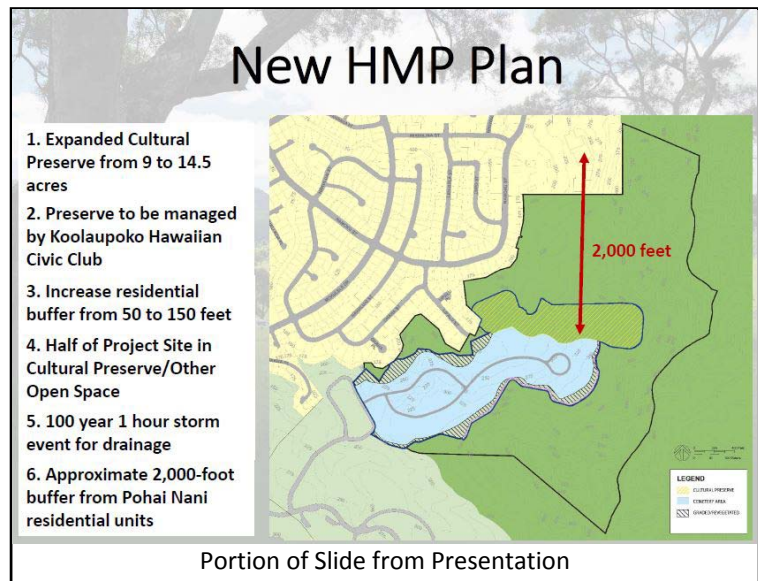 New HMP Plan
1. Expanded Cultural
Preserve from 9 to 14.5
acres
2. Preserve to be managed
by Koolaupoko Hawaiian
Civic Club
3. Increase residential
buffer from 50 to 150 feet
4. Half of Project Site in
Cultural Preserve/Other
Open Space
5. 100 year 1 hour storm
event for drainage
6. Approximate 2,000-foot
buffer from Pohai Nani
residential units
2,000 feet
LEGEND
CULTURAL PRESERVE
CEMETERY AREA
GRADED/REVEGETATED
Portion of Slide from Presentation